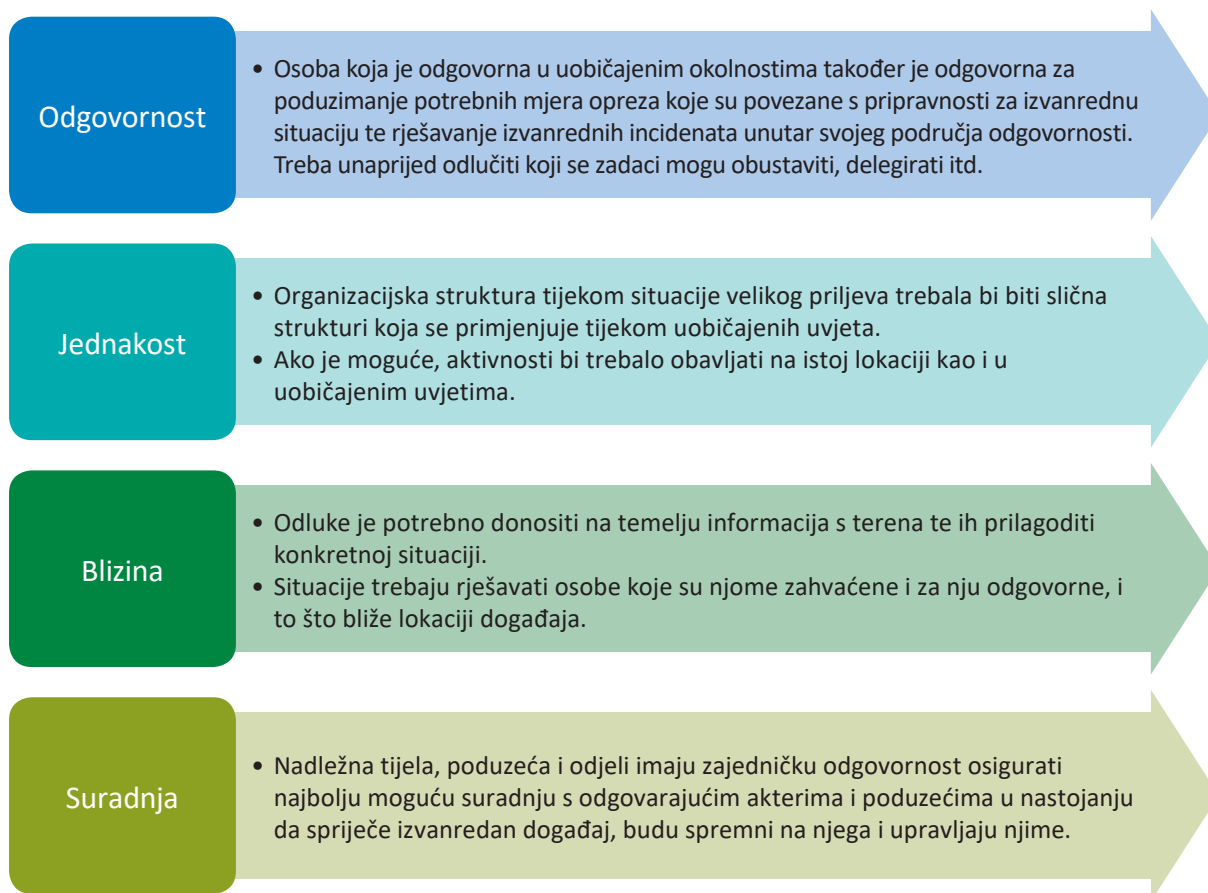 Odgovornost
• Osoba koja je odgovorna u uobičajenim okolnostima također je odgovorna za
poduzimanje potrebnih mjera opreza koje su povezane s pripravnosti za izvanrednu
situaciju te rješavanje izvanrednih incidenata unutar svojeg područja odgovornosti.
Treba unaprijed odlučiti koji se zadaci mogu obustaviti, delegirati itd.
Jednakost
• Organizacijska struktura tijekom situacije velikog priljeva trebala bi biti slična
strukturi koja se primjenjuje tijekom uobičajenih uvjeta.
• Ako je moguće, aktivnosti bi trebalo obavljati na istoj lokaciji kao i u
uobičajenim uvjetima.
Blizina
• Odluke je potrebno donositi na temelju informacija s terena te ih prilagoditi
konkretnoj situaciji.
• Situacije trebaju rješavati osobe koje su njome zahvaćene i za nju odgovorne, i
to što bliže lokaciji događaja.
Suradnja
• Nadležna tijela, poduzeća i odjeli imaju zajedničku odgovornost osigurati
najbolju moguću suradnju s odgovarajućim akterima i poduzećima u nastojanju
da spriječe izvanredan događaj, budu spremni na njega i upravljaju njime.